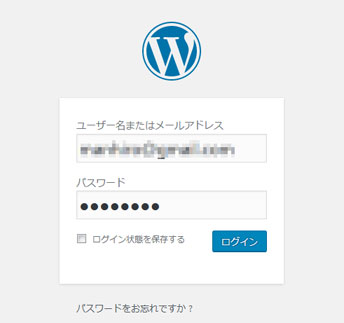 ユーザー名またはメールアドレス
パスワード
●●●●●●●●
ログイン状態を保存する
ログイン
パスワードをお忘れですか ?